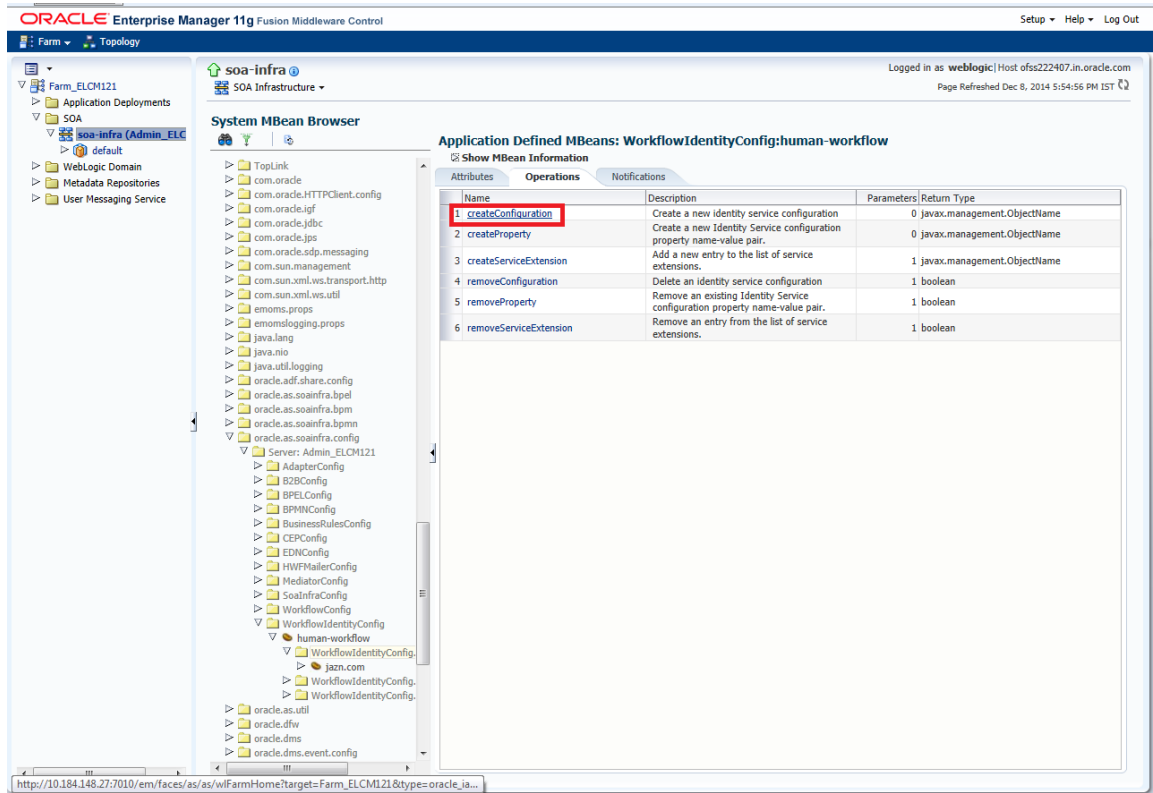 ORACLE Enterprise Manager 11g Fusion Middleware Control
Setup Help Log Out
Farm Topology
Farm_ELCM121
Application Deployments
SOA
soa-infra (Admin_ELC
default
WebLogic Domain
Metadata Repositories
User Messaging Service
soa-infra
SOA Infrastructure
Logged in as weblogic|Host ofss222407.in.oracle.com
Page Refreshed Dec 8, 2014 5:54:56 PM IST
System MBean Browser
TopLink
com.oracle
com.oracle.HTTPClient.config
com.oracle.igf
com.oracle.jdbc
com.oracle.jps
com.oracle.sdp.messaging
com.sun.management
com.sun.xml.ws.transport.http
com.sun.xml.ws.util
emoms.props
emomslogging.props
java.lang
java.nio
java.util.logging
oracle.adf.share.config
oracle.as.soainfra.bpel
oracle.as.soainfra.bpm
oracle.as.soainfra.bpmn
oracle.as.soainfra.config
Server: Admin_ELCM121
AdapterConfig
B2BConfig
BPELConfig
BPMNConfig
BusinessRulesConfig
CEPConfig
EDNConfig
HWFMailerConfig
MediatorConfig
SoaInfraConfig
WorkflowConfig
WorkflowIdentityConfig
human-workflow
WorkflowIdentityConfig.
jazn.com
WorkflowIdentityConfig.
WorkflowIdentityConfig.
oracle.as.util
oracle.dfw
oracle.dms
oracle.dms.event.config
Application Defined MBeans: WorkflowIdentityConfig:human-workflow
Show MBean Information
Attributes Operations Notifications
Name Description Parameters Return Type
1 createConfiguration Create a new identity service configuration 0 javax.management.ObjectName
2 createProperty Create a new Identity Service configuration 0 javax.management.ObjectName
property name-value pair.
3 createServiceExtension Add a new entry to the list of service 1 javax.management.ObjectName
extensions.
4 removeConfiguration Delete an identity service configuration 1 boolean
5 removeProperty Remove an existing Identity Service 1 boolean
configuration property name-value pair.
6 removeServiceExtension Remove an entry from the list of service 1 boolean
extensions.
http://10.184.148.27:7010/em/faces/as/as/wlFarmHome?target=Farm_ELCM121&type=oracle_ia...